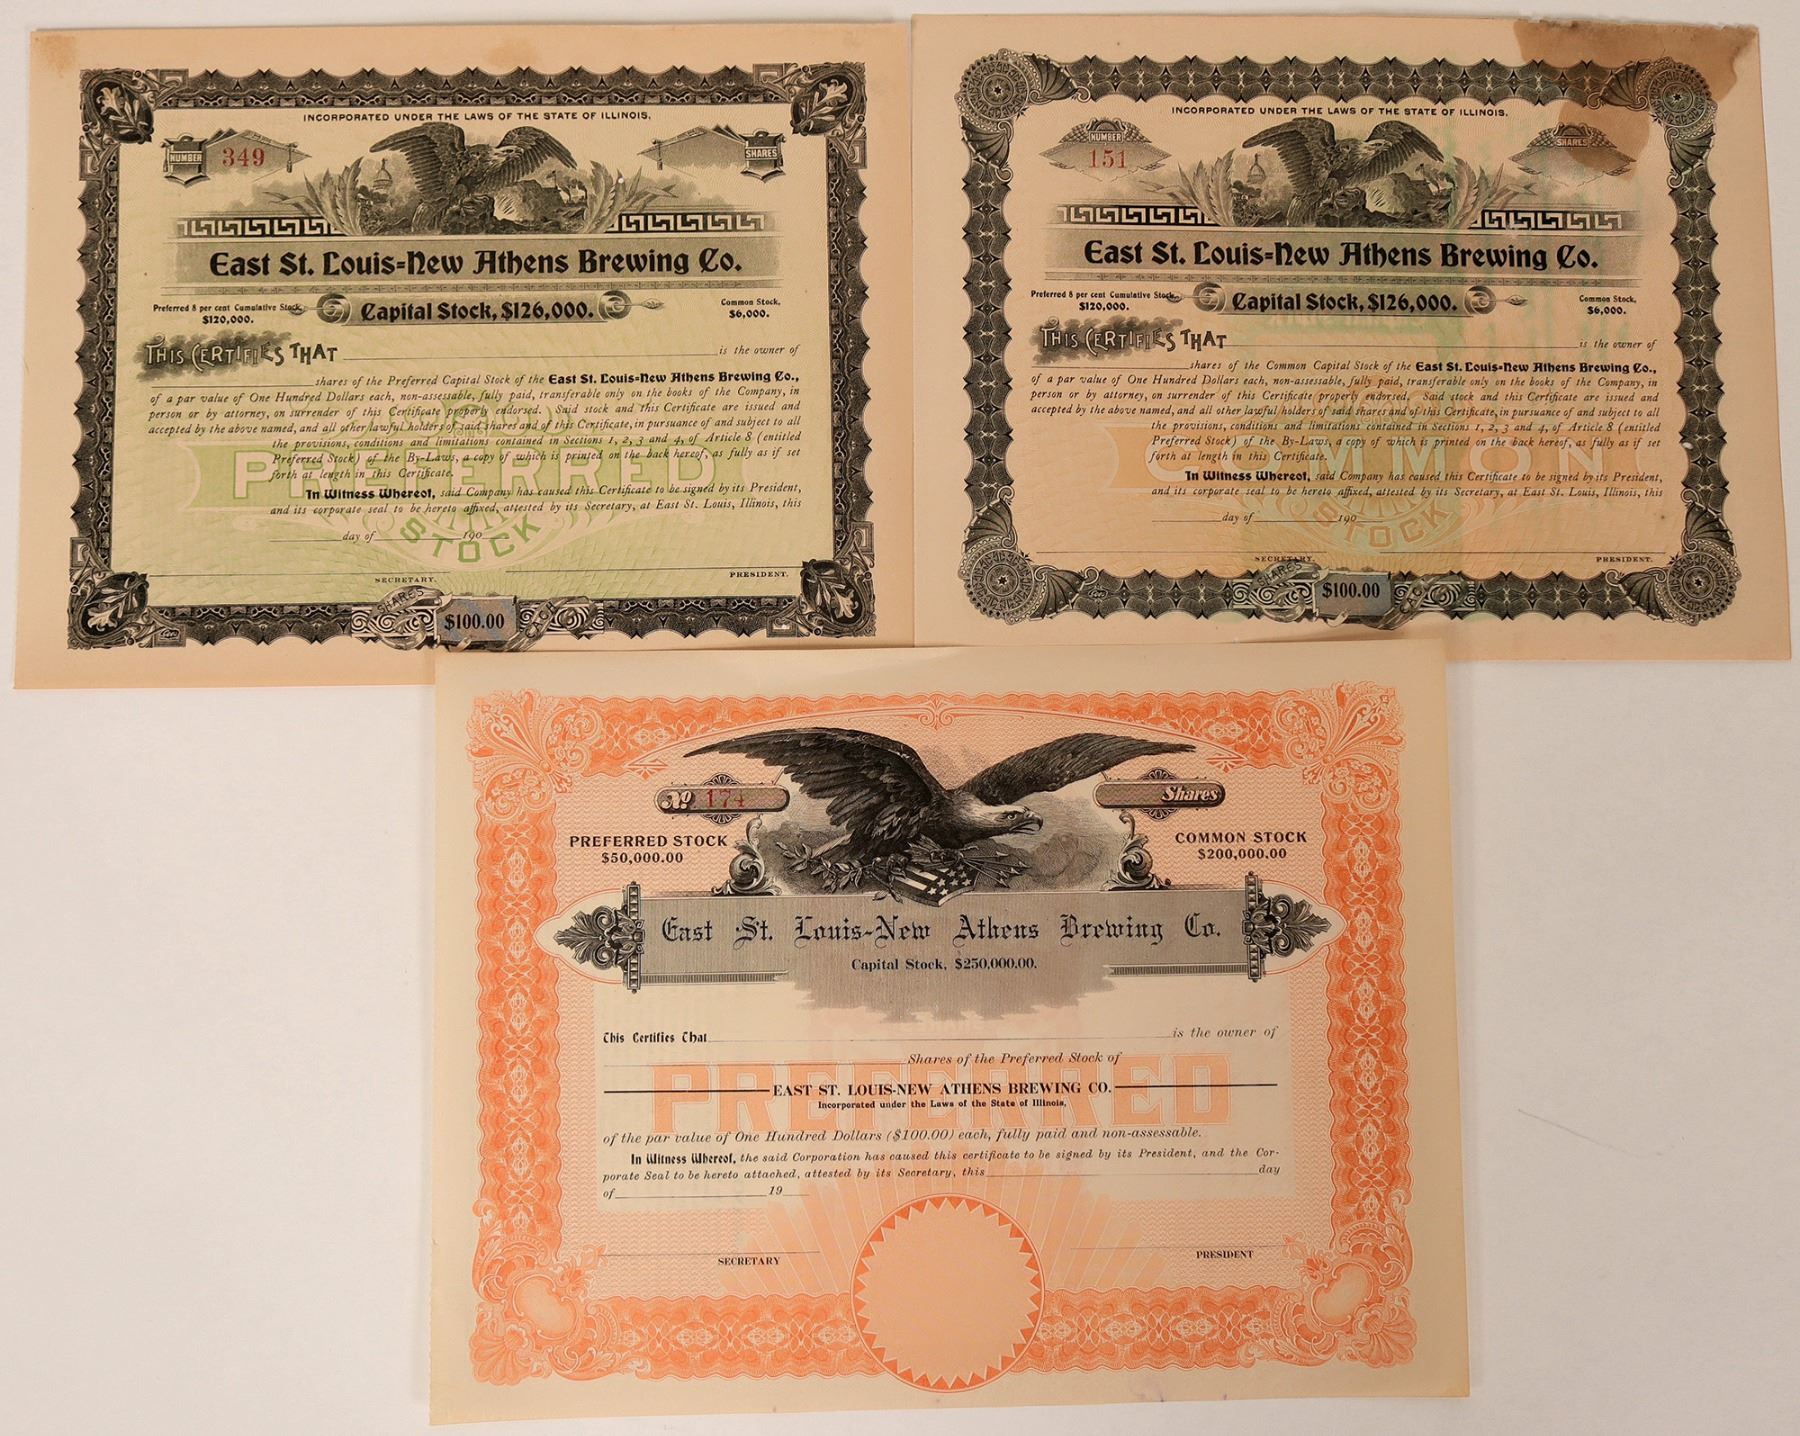 INCORPORATED UNDER THE LAWS OF THE STATE OF ILLINOIS.
NUMBER 349
SHARES
East St. Louis=New Athens Brewing Co.
Preferred 8 per cent Cumulative Stock,
$120,000.
Capital Stock, $126,000.
Common Stock,
$6,000.
THIS CERTIFIES THAT is the owner of
shares of the Preferred Capital Stock of the East St. Louis=New Athens Brewing Co.,
of a par value of One Hundred Dollars each, non-assessable, fully paid, transferable only on the books of the Company, in
person or by attorney, on surrender of this Certificate properly endorsed. Said stock and this Certificate are issued and
accepted by the above named, and all other lawful holders of said shares and of this Certificate, in pursuance of and subject to all
the provisions, conditions and limitations contained in Sections 1, 2, 3 and 4, of Article 8 (entitled
Preferred Stock) of the By-Laws, a copy of which is printed on the back hereof, as fully as if set
forth at length in this Certificate.
PREFERRED
In Witness Whereof, said Company has caused this Certificate to be signed by its President,
and its corporate seal to be hereto affixed, attested by its Secretary, at East St. Louis, Illinois, this
day of 190
STOCK
SECRETARY. PRESIDENT.
SHARES
$100.00
EACH
INCORPORATED UNDER THE LAWS OF THE STATE OF ILLINOIS.
NUMBER
151
SHARES
East St. Louis=New Athens Brewing Co.
Preferred 8 per cent Cumulative Stock,
$120,000.
Capital Stock, $126,000.
Common Stock,
$6,000.
THIS CERTIFIES THAT is the owner of
shares of the Common Capital Stock of the East St. Louis=New Athens Brewing Co.,
of a par value of One Hundred Dollars each, non-assessable, fully paid, transferable only on the books of the Company, in
person or by attorney, on surrender of this Certificate properly endorsed. Said stock and this Certificate are issued and
accepted by the above named, and all other lawful holders of said shares and of this Certificate, in pursuance of and subject to all
the provisions, conditions and limitations contained in Sections 1, 2, 3 and 4, of Article 8 (entitled
Preferred Stock) of the By-Laws, a copy of which is printed on the back hereof, as fully as if set
forth at length in this Certificate.
COMMON
In Witness Whereof, said Company has caused this Certificate to be signed by its President,
and its corporate seal to be hereto affixed, attested by its Secretary, at East St. Louis, Illinois, this
day of 190
STOCK
SECRETARY. PRESIDENT.
SHARES
$100.00
No 174
Shares
PREFERRED STOCK
$50,000.00
COMMON STOCK
$200,000.00
East St. Louis-New Athens Brewing Co.
Capital Stock, $250,000.00.
This Certifies That is the owner of
Shares of the Preferred Stock of
PREFERRED
EAST ST. LOUIS-NEW ATHENS BREWING CO.
Incorporated under the Laws of the State of Illinois,
of the par value of One Hundred Dollars ($100.00) each, fully paid and non-assessable.
In Witness Whereof, the said Corporation has caused this certificate to be signed by its President, and the Cor-
porate Seal to be hereto attached, attested by its Secretary, this day
of 19
SECRETARY PRESIDENT